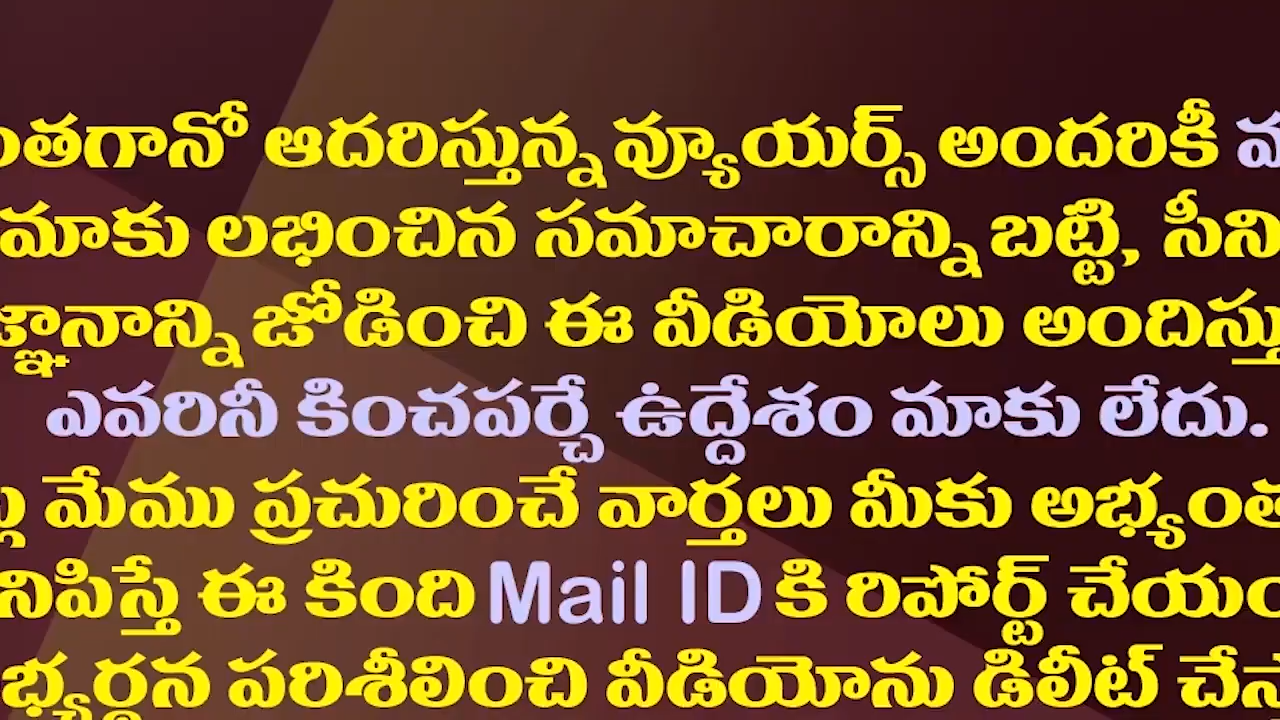 ంతగానో ఆదరిస్తున్న వ్యూయర్స్ అందరికీ
మాకు లభించిన సమాచారాన్ని బట్టి, సీని
జ్ఞానాన్ని జోడించి ఈ వీడియోలు అందిస్తు
ఎవరినీ కించపర్చే ఉద్దేశం మాకు లేదు.
మేము ప్రచురించే వార్తలు మీకు అభ్యంత
నిపిస్తే ఈ కింది Mail ID కి రిపోర్ట్ చేయం
భ్యర్థన పరిశీలించి వీడియోను డిలీట్ చేస